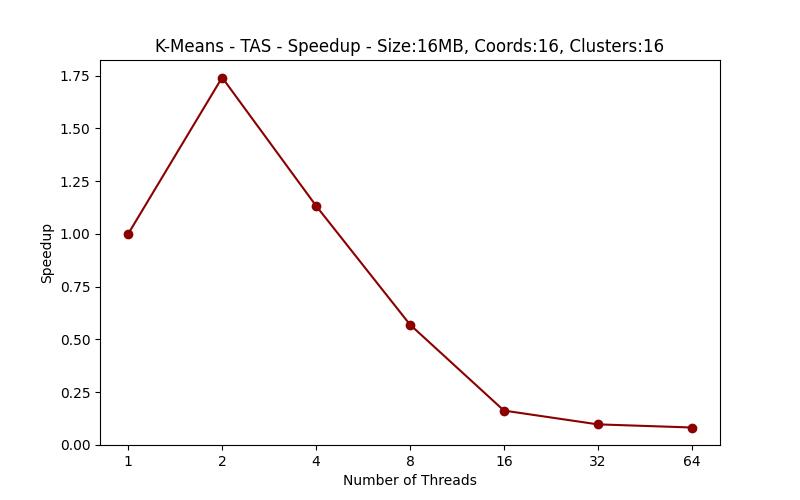 K-Means - TAS - Speedup - Size:16MB, Coords:16, Clusters:16
1.75
1.50
1.25
1.00
0.75
0.50
0.25
0.00
Speedup
1 2 4 8 16 32 64
Number of Threads